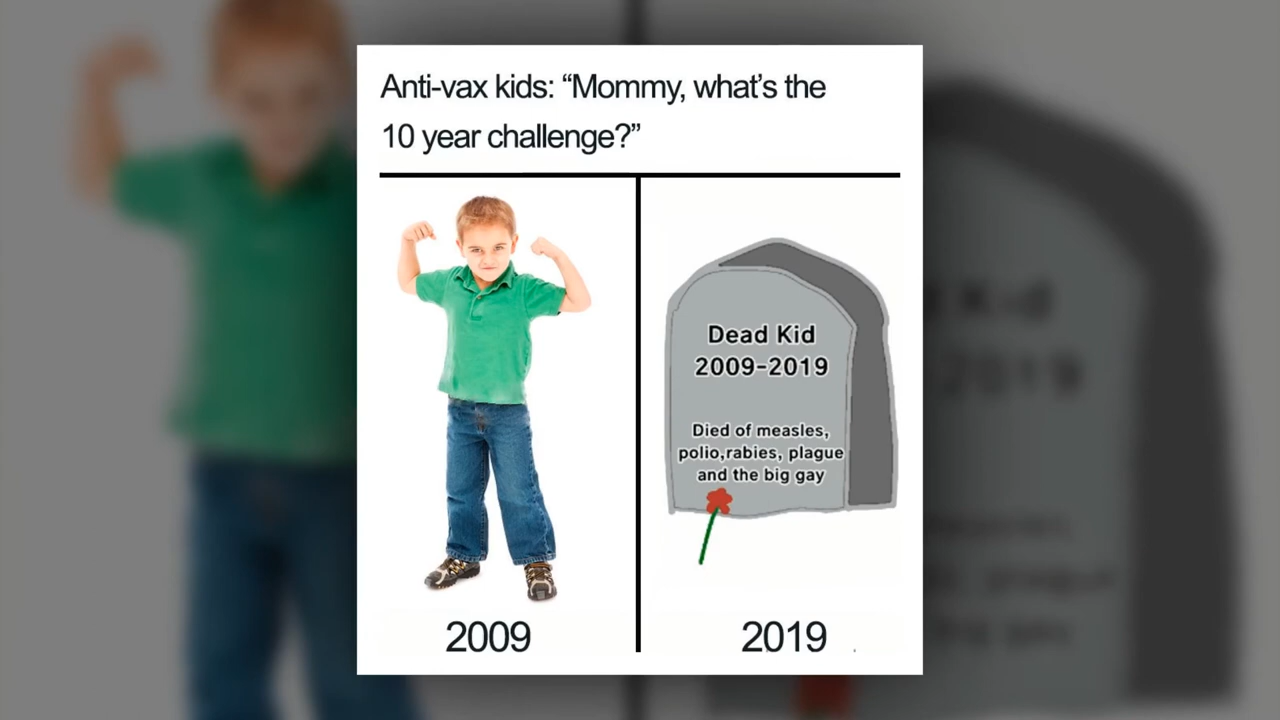 Anti-vax kids: “Mommy, what’s the
10 year challenge?”
Dead Kid
2009-2019
Died of measles,
polio,rabies, plague
and the big gay
2009
2019